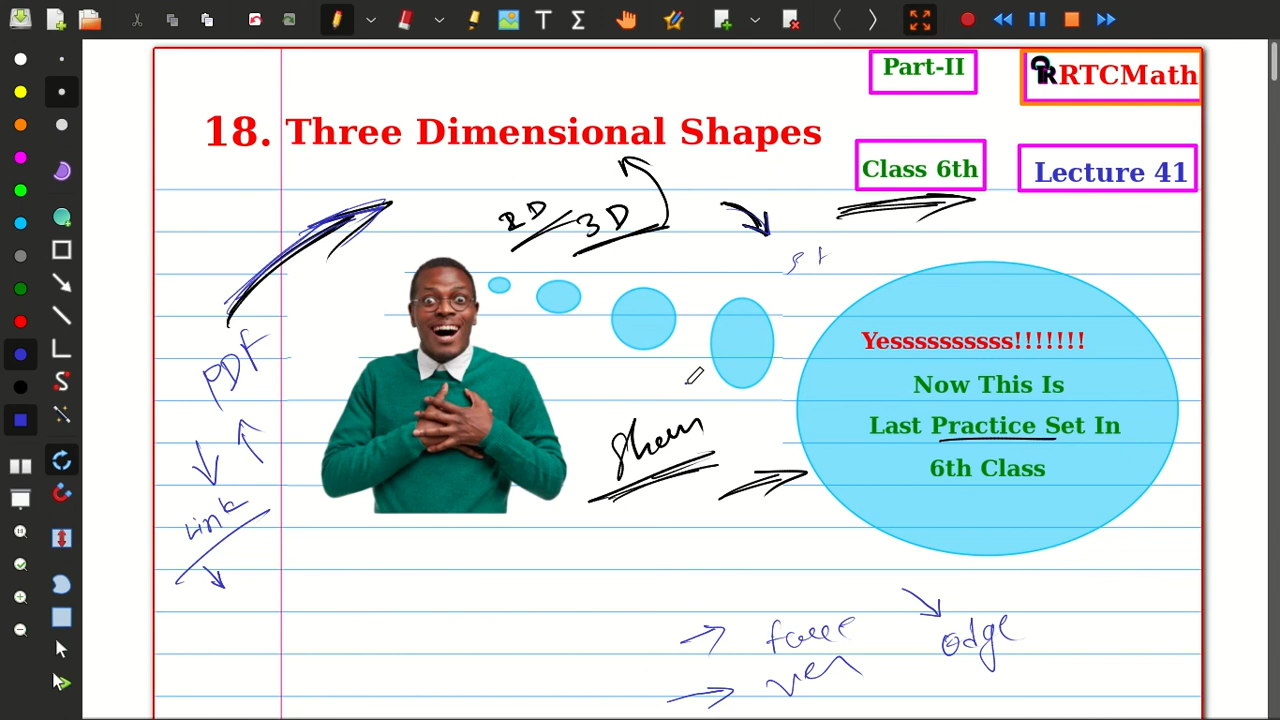 Part-II
RTCMath
18. Three Dimensional Shapes
Class 6th
Lecture 41
2D
3D
Yesssssssssss!!!!!!!
Now This Is
Last Practice Set In
6th Class
PDF
Link
face
edge
ver